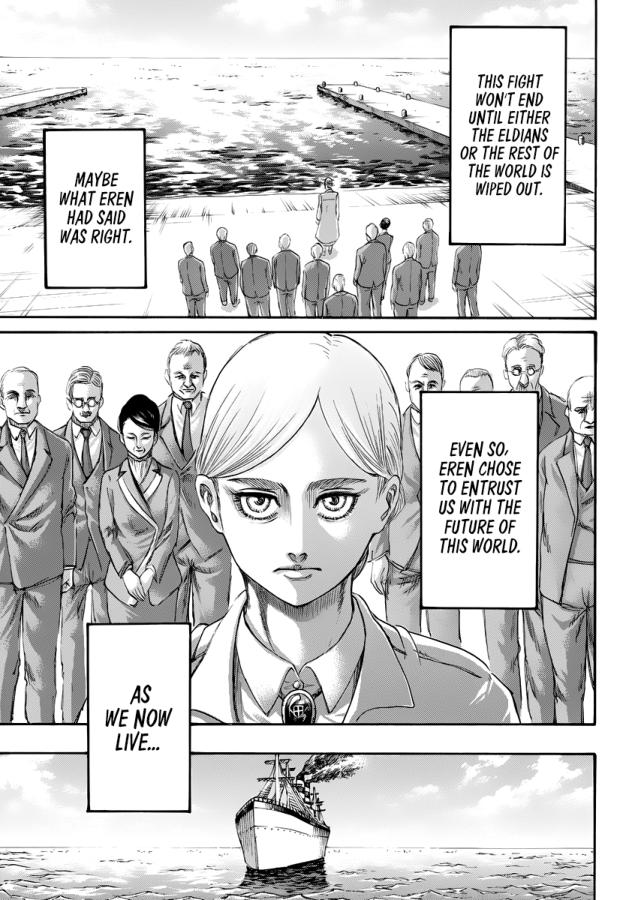 THIS FIGHT
WON'T END
UNTIL EITHER
THE ELDIANS
OR THE REST OF
THE WORLD IS
WIPED OUT.
MAYBE
WHAT EREN
HAD SAID
WAS RIGHT.
EVEN SO,
EREN CHOSE
TO ENTRUST
US WITH THE
FUTURE OF
THIS WORLD.
AS
WE NOW
LIVE...